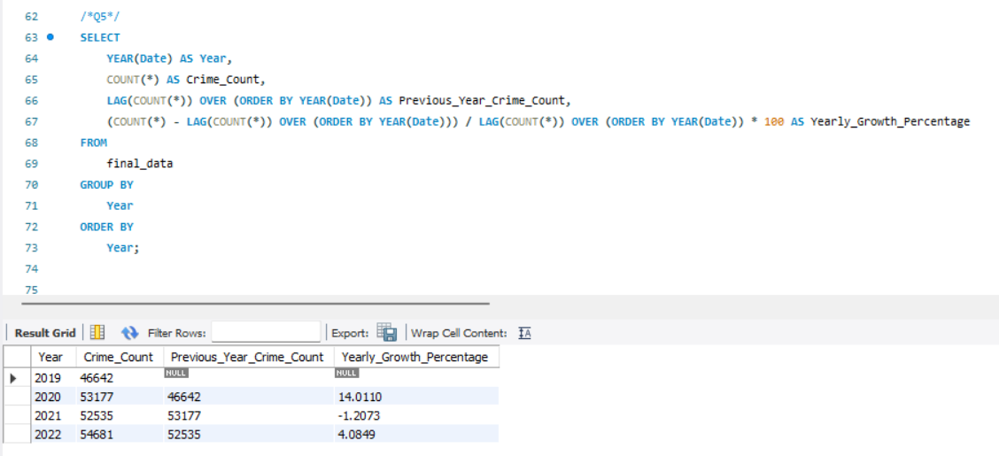 62 /*Q5*/
63 SELECT
64 YEAR(Date) AS Year,
65 COUNT(*) AS Crime_Count,
66 LAG(COUNT(*)) OVER (ORDER BY YEAR(Date)) AS Previous_Year_Crime_Count,
67 (COUNT(*) - LAG(COUNT(*)) OVER (ORDER BY YEAR(Date))) / LAG(COUNT(*)) OVER (ORDER BY YEAR(Date)) * 100 AS Yearly_Growth_Percentage
68 FROM
69 final_data
70 GROUP BY
71 Year
72 ORDER BY
73 Year;
74
75
Result Grid Filter Rows: Export: Wrap Cell Content: IA
Year Crime_Count Previous_Year_Crime_Count Yearly_Growth_Percentage
2019 46642 NULL NULL
2020 53177 46642 14.0110
2021 52535 53177 -1.2073
2022 54681 52535 4.0849